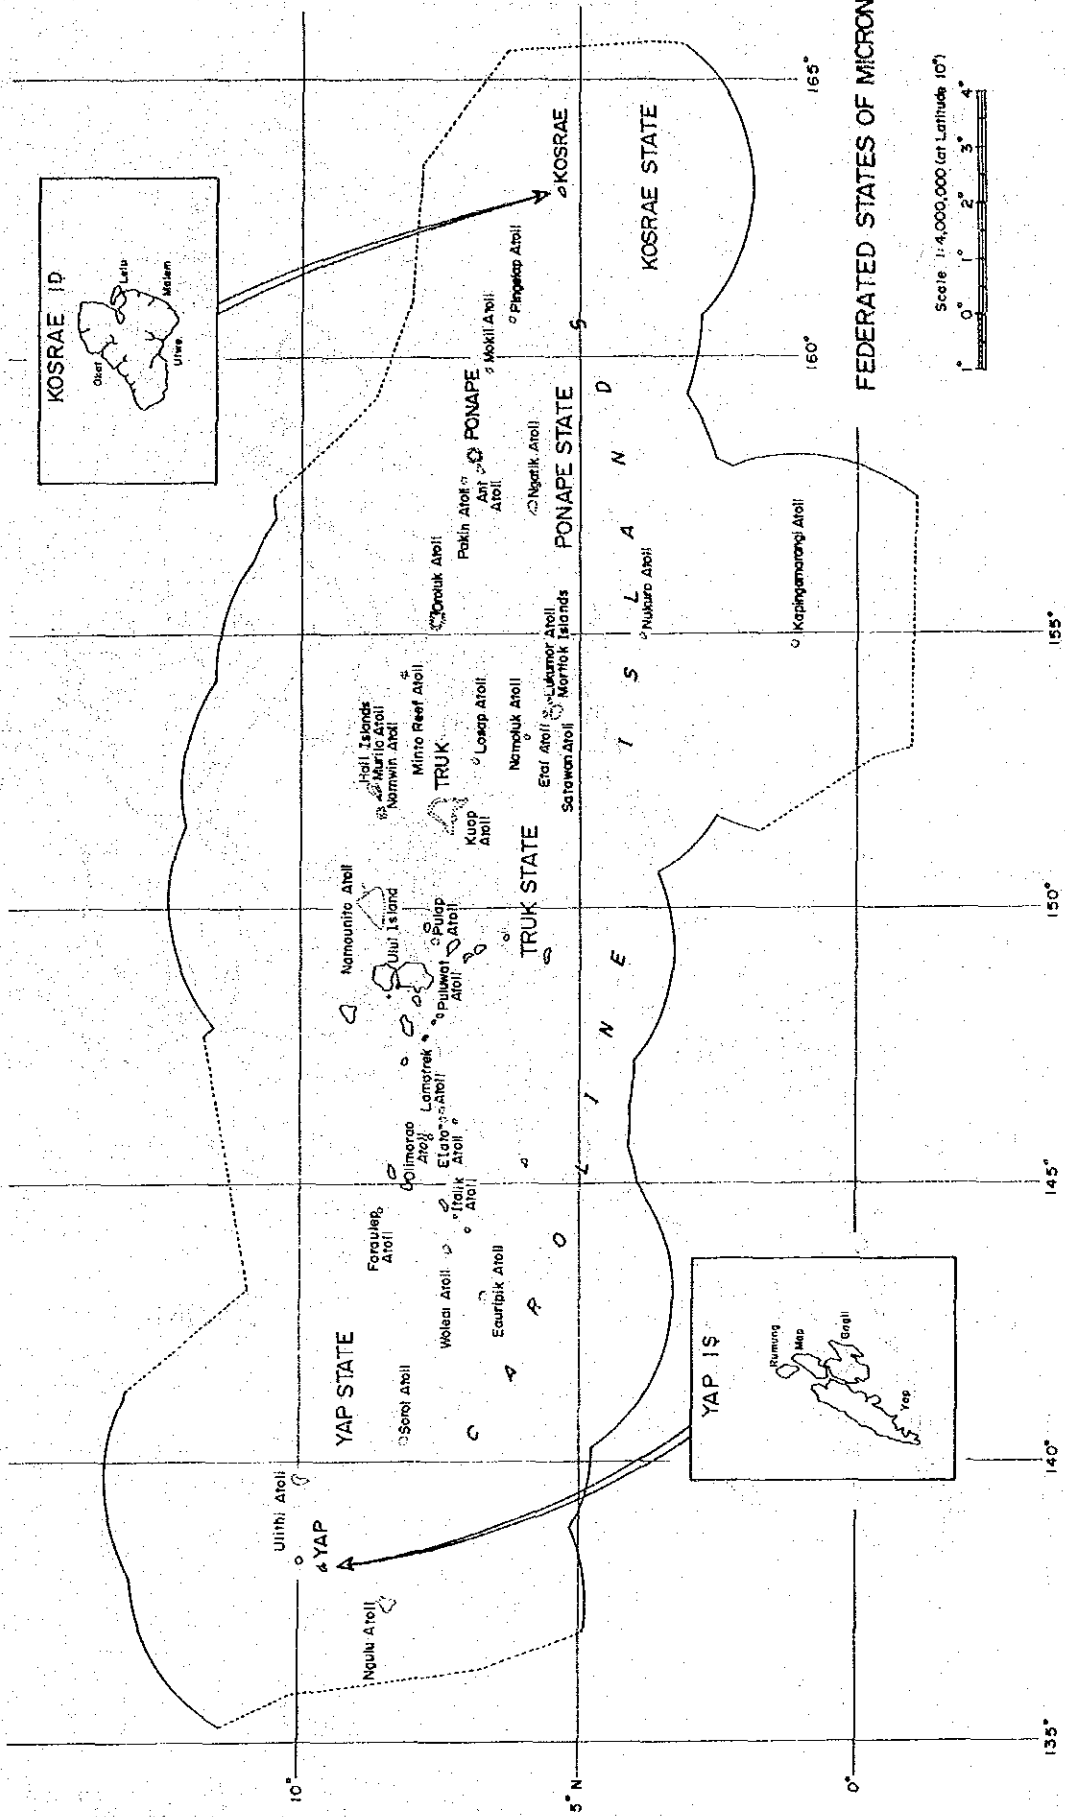 FEDERATED STATES OF MICRON
Scale 1:4,000,000 (at Latitude 10°)
1° 0° 1° 2° 3° 4°
KOSRAE ID
Okat
Lelu
Malem
Utwe
YAP IS
Rumung
Map
Gagil
Yap
YAP STATE
TRUK STATE
PONAPE STATE
KOSRAE STATE
Ulithi Atoll
YAP
Ngulu Atoll
Sorol Atoll
Faraulep
Atoll
Woleai Atoll
Eauripik Atoll
Ifalik
Atoll
Olimarao
Atoll
Elato
Atoll
Lamotrek
Atoll
Namounito Atoll
Ulul Island
Pulap
Atoll
Puluwat
Atoll
Hall Islands
Murilo Atoll
Nomwin Atoll
Minto Reef Atoll
TRUK
Kuop
Atoll
Losap Atoll
Namoluk Atoll
Etal Atoll
Lukumor Atoll
Mortlok Islands
Satawan Atoll
Oroluk Atoll
Pakin Atoll
Ant
Atoll
PONAPE
Ngatik Atoll
Mokil Atoll
Pingelap Atoll
KOSRAE
Nukuro Atoll
Kapingamarangi Atoll
C A R O L I N E I S L A N D S
10°
5° N
0°
135°
140°
145°
150°
155°
160°
165°